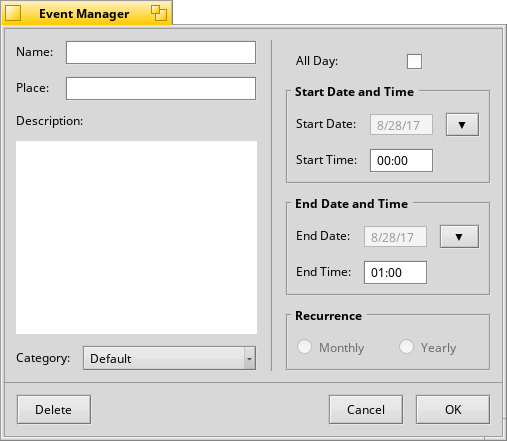 Event Manager
Name:
Place:
Description:
Category: Default
All Day:
Start Date and Time
Start Date: 8/28/17 ▼
Start Time: 00:00
End Date and Time
End Date: 8/28/17 ▼
End Time: 01:00
Recurrence
Monthly Yearly
Delete Cancel OK